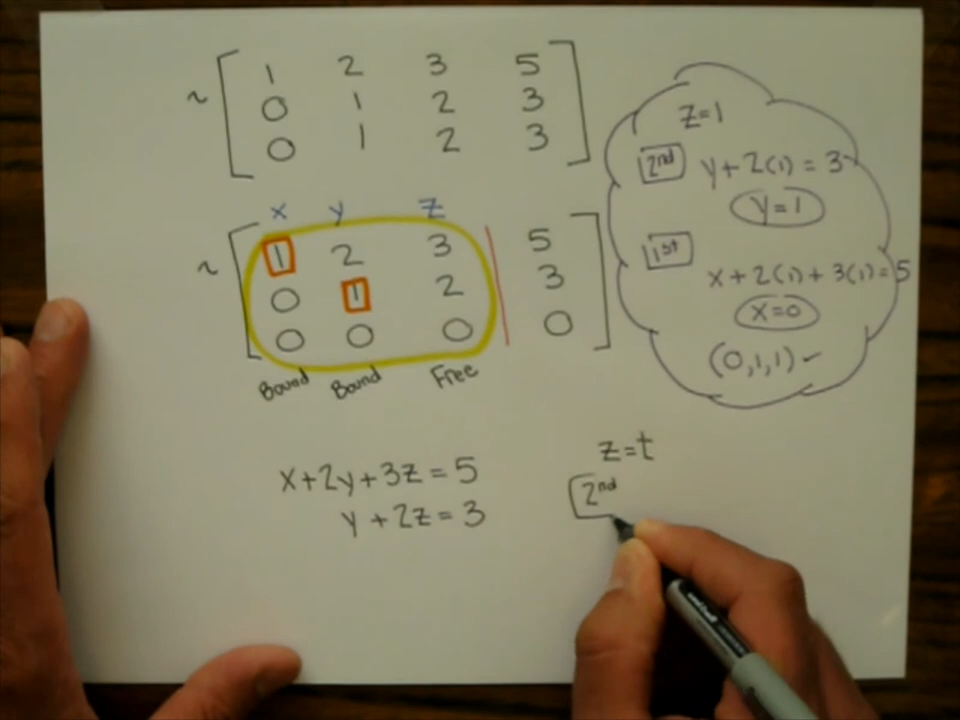 ~ 1 2 3 5
0 1 2 3
0 1 2 3
x y z
~ 1 2 3 5
0 1 2 3
0 0 0 0
Bound Bound Free
x+2y+3z=5
y+2z=3
z=1
2nd y+2(1)=3
y=1
1st
x+2(1)+3(1)=5
x=0
(0,1,1)✓
z=t
2nd